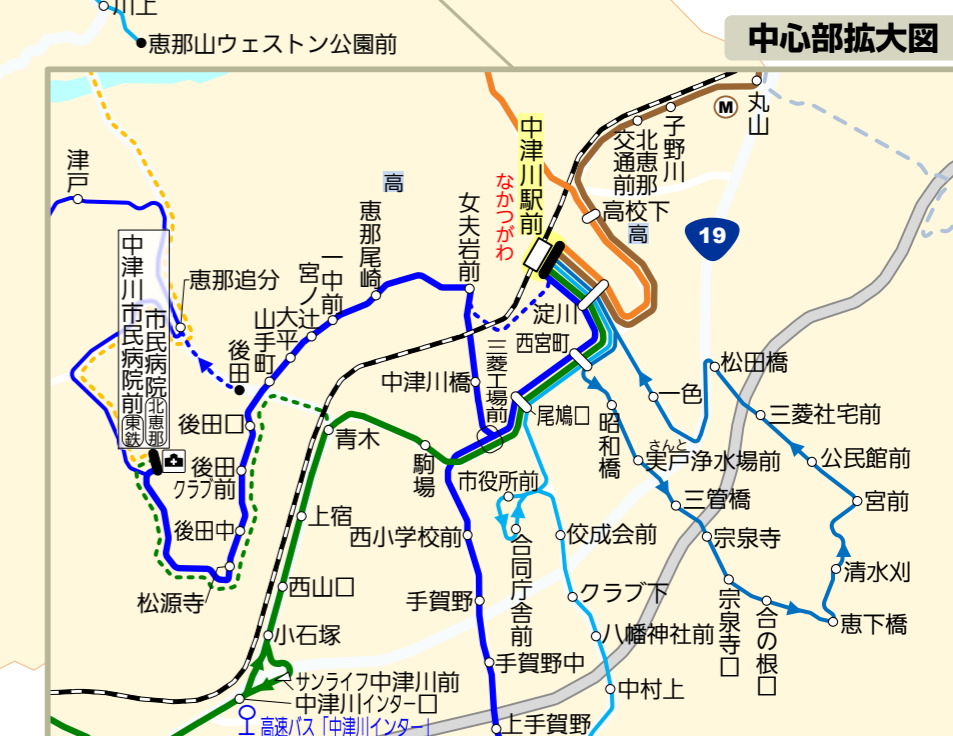 川上
恵那山ウェストン公園前
中心部拡大図
丸山
M
子野川
北恵那交通前
中津川駅前
なかつがわ
高校下
高
19
津戸
高
恵那尾崎
女夫岩前
中津川市民病院前
東鉄
市民病院
北恵那
恵那追分
一中前
宮ノ辻
大平
山手町
後田
後田口
後田クラブ前
後田中
松源寺
淀川
西宮町
三菱工場前
中津川橋
尾鳩口
青木
駒場
市役所前
合同庁舎前
上宿
西山口
小石塚
サンライフ中津川前
中津川インター口
高速バス「中津川インター」
西小学校前
手賀野
手賀野中
上手賀野
佼成会前
クラブ下
八幡神社前
中村上
昭和橋
さんと
実戸浄水場前
三管橋
宗泉寺
宗泉寺口
合の根口
恵下橋
清水刈
宮前
公民館前
三菱社宅前
松田橋
一色